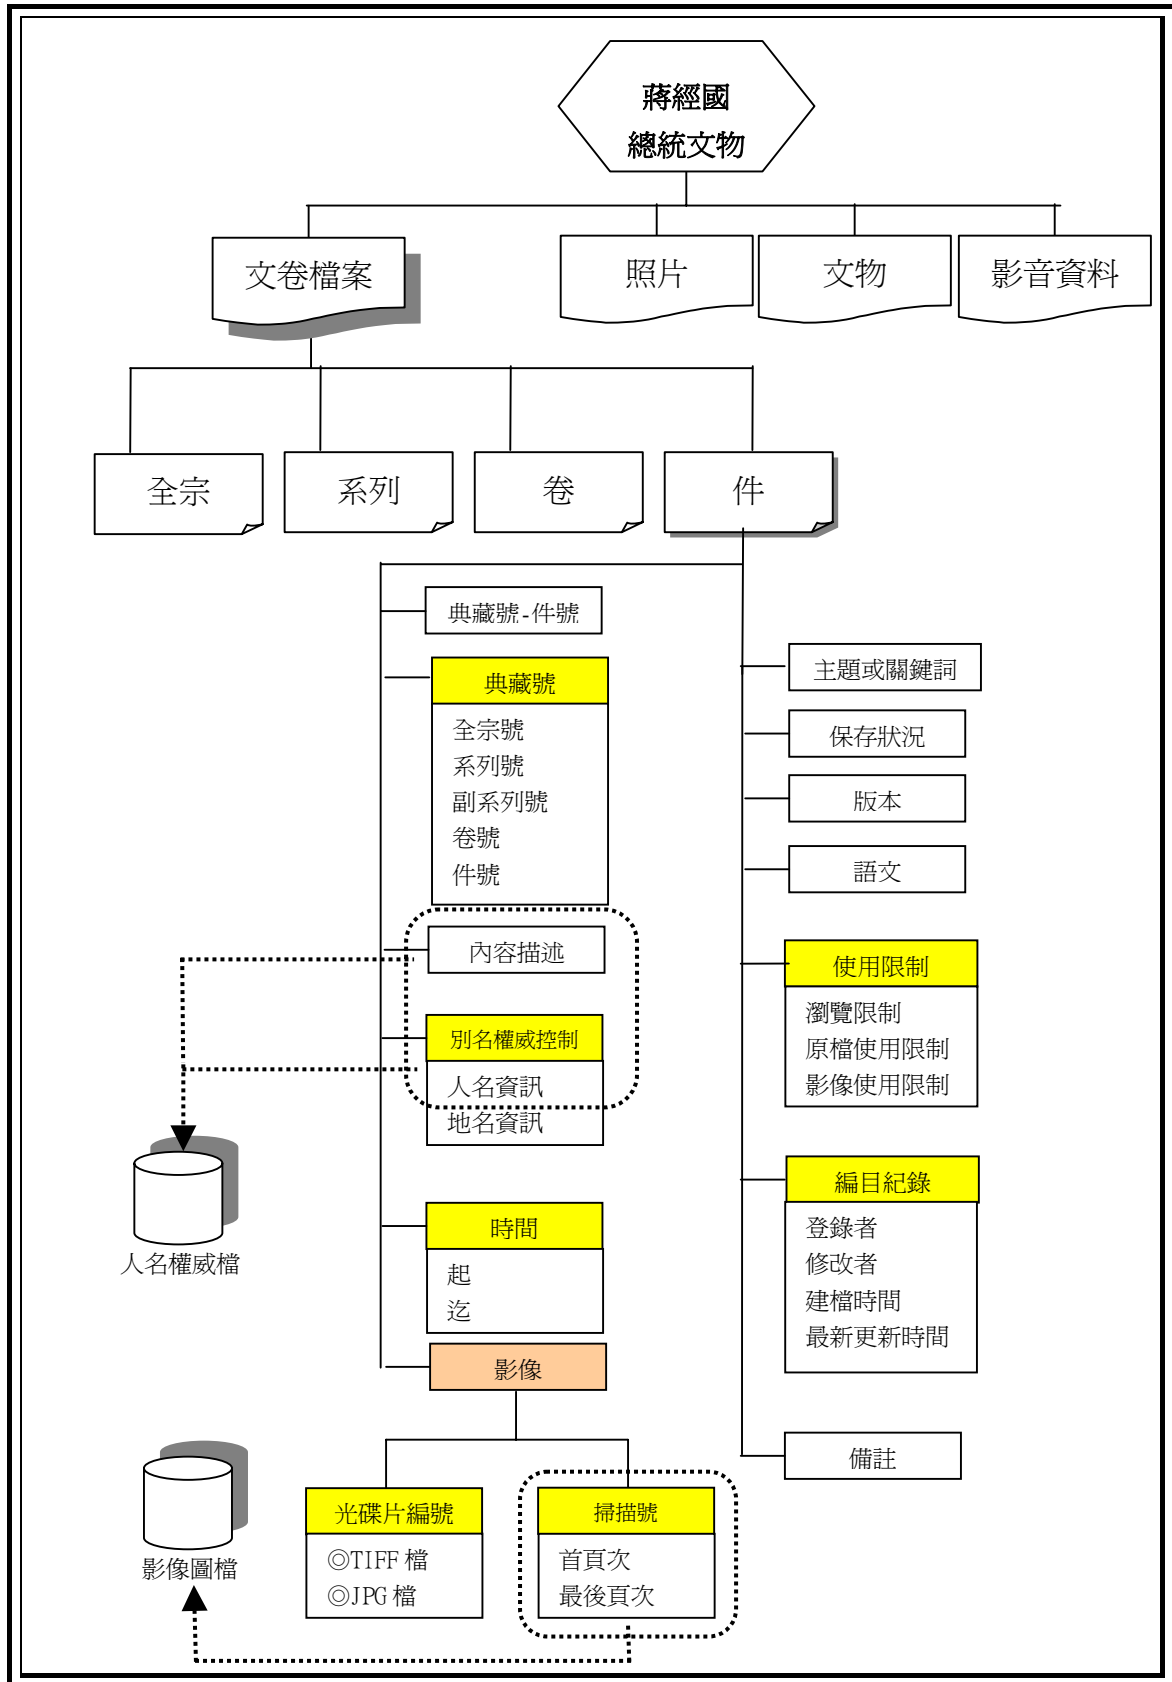 蔣經國
總統文物
文卷檔案
照片
文物
影音資料
全宗
系列
卷
件
典藏號-件號
典藏號
全宗號
系列號
副系列號
卷號
件號
內容描述
別名權威控制
人名資訊
地名資訊
人名權威檔
時間
起
迄
影像
光碟片編號
◎TIFF 檔
◎JPG 檔
掃描號
首頁次
最後頁次
影像圖檔
主題或關鍵詞
保存狀況
版本
語文
使用限制
瀏覽限制
原檔使用限制
影像使用限制
編目紀錄
登錄者
修改者
建檔時間
最新更新時間
備註